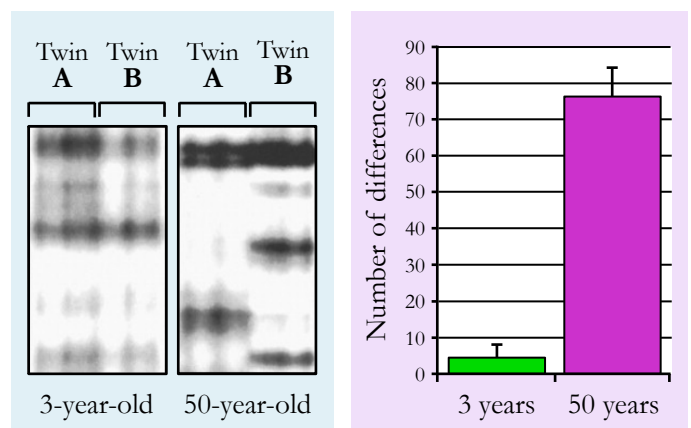 Twin Twin Twin Twin
A B A B
3-year-old 50-year-old
Number of differences
90
80
70
60
50
40
30
20
10
0
3 years 50 years